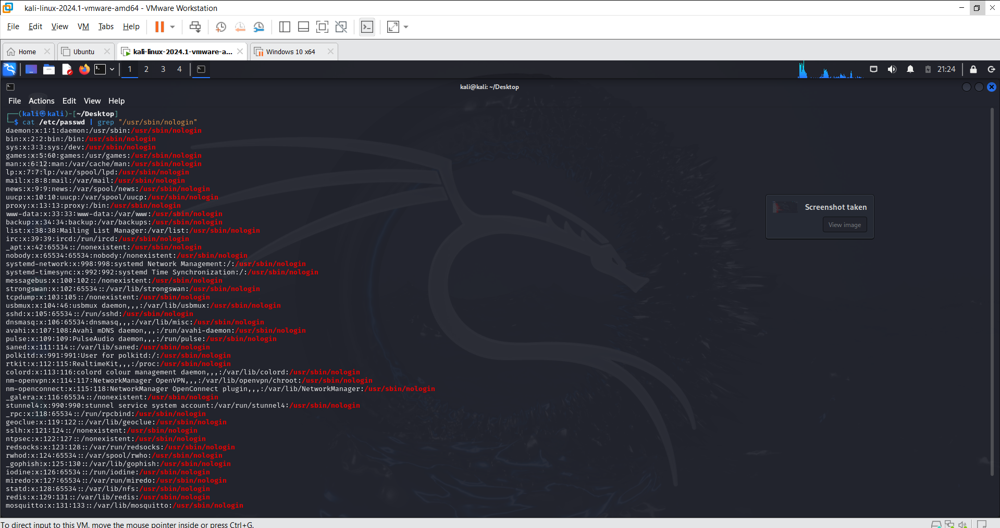 kali-linux-2024.1-vmware-amd64 - VMware Workstation
File Edit View VM Tabs Help
Home Ubuntu kali-linux-2024.1-vmware-a... Windows 10 x64
1 2 3 4 21:24
kali@kali: ~/Desktop
File Actions Edit View Help
┌──(kali㉿kali)-[~/Desktop]
└─$ cat /etc/passwd | grep "/usr/sbin/nologin"
daemon:x:1:1:daemon:/usr/sbin:/usr/sbin/nologin
bin:x:2:2:bin:/bin:/usr/sbin/nologin
sys:x:3:3:sys:/dev:/usr/sbin/nologin
games:x:5:60:games:/usr/games:/usr/sbin/nologin
man:x:6:12:man:/var/cache/man:/usr/sbin/nologin
lp:x:7:7:lp:/var/spool/lpd:/usr/sbin/nologin
mail:x:8:8:mail:/var/mail:/usr/sbin/nologin
news:x:9:9:news:/var/spool/news:/usr/sbin/nologin
uucp:x:10:10:uucp:/var/spool/uucp:/usr/sbin/nologin
proxy:x:13:13:proxy:/bin:/usr/sbin/nologin
www-data:x:33:33:www-data:/var/www:/usr/sbin/nologin
backup:x:34:34:backup:/var/backups:/usr/sbin/nologin
list:x:38:38:Mailing List Manager:/var/list:/usr/sbin/nologin
irc:x:39:39:ircd:/run/ircd:/usr/sbin/nologin
_apt:x:42:65534::/nonexistent:/usr/sbin/nologin
nobody:x:65534:65534:nobody:/nonexistent:/usr/sbin/nologin
systemd-network:x:998:998:systemd Network Management:/:/usr/sbin/nologin
systemd-timesync:x:992:992:systemd Time Synchronization:/:/usr/sbin/nologin
messagebus:x:100:102::/nonexistent:/usr/sbin/nologin
strongswan:x:102:65534::/var/lib/strongswan:/usr/sbin/nologin
tcpdump:x:103:105::/nonexistent:/usr/sbin/nologin
usbmux:x:104:46:usbmux daemon,,,:/var/lib/usbmux:/usr/sbin/nologin
sshd:x:105:65534::/run/sshd:/usr/sbin/nologin
dnsmasq:x:106:65534:dnsmasq,,,:/var/lib/misc:/usr/sbin/nologin
avahi:x:107:108:Avahi mDNS daemon,,,:/run/avahi-daemon:/usr/sbin/nologin
pulse:x:109:109:PulseAudio daemon,,,:/run/pulse:/usr/sbin/nologin
saned:x:111:114::/var/lib/saned:/usr/sbin/nologin
polkitd:x:991:991:User for polkitd:/:/usr/sbin/nologin
rtkit:x:112:115:RealtimeKit,,,:/proc:/usr/sbin/nologin
colord:x:113:116:colord colour management daemon,,,:/var/lib/colord:/usr/sbin/nologin
nm-openvpn:x:114:117:NetworkManager OpenVPN,,,:/var/lib/openvpn/chroot:/usr/sbin/nologin
nm-openconnect:x:115:118:NetworkManager OpenConnect plugin,,,:/var/lib/NetworkManager:/usr/sbin/nologin
_galera:x:116:65534::/nonexistent:/usr/sbin/nologin
stunnel4:x:990:990:stunnel service system account:/var/run/stunnel4:/usr/sbin/nologin
_rpc:x:118:65534::/run/rpcbind:/usr/sbin/nologin
geoclue:x:119:122::/var/lib/geoclue:/usr/sbin/nologin
sslh:x:121:124::/nonexistent:/usr/sbin/nologin
ntpsec:x:122:127::/nonexistent:/usr/sbin/nologin
redsocks:x:123:128::/var/run/redsocks:/usr/sbin/nologin
rwhod:x:124:65534::/var/spool/rwho:/usr/sbin/nologin
_gophish:x:125:130::/var/lib/gophish:/usr/sbin/nologin
iodine:x:126:65534::/run/iodine:/usr/sbin/nologin
miredo:x:127:65534::/var/run/miredo:/usr/sbin/nologin
statd:x:128:65534::/var/lib/nfs:/usr/sbin/nologin
redis:x:129:131::/var/lib/redis:/usr/sbin/nologin
mosquitto:x:131:133::/var/lib/mosquitto:/usr/sbin/nologin
Screenshot taken
View image
To direct input to this VM, move the mouse pointer inside or press Ctrl+G.